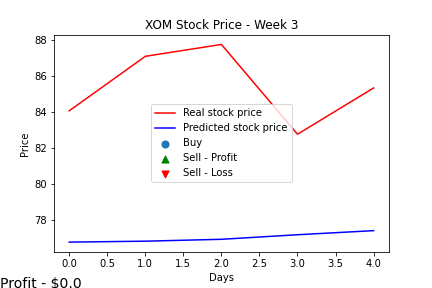 XOM Stock Price - Week 3
88
86
84
82
80
78
Price
Real stock price
Predicted stock price
Buy
Sell - Profit
Sell - Loss
0.0 0.5 1.0 1.5 2.0 2.5 3.0 3.5 4.0
Days
Profit - $0.0